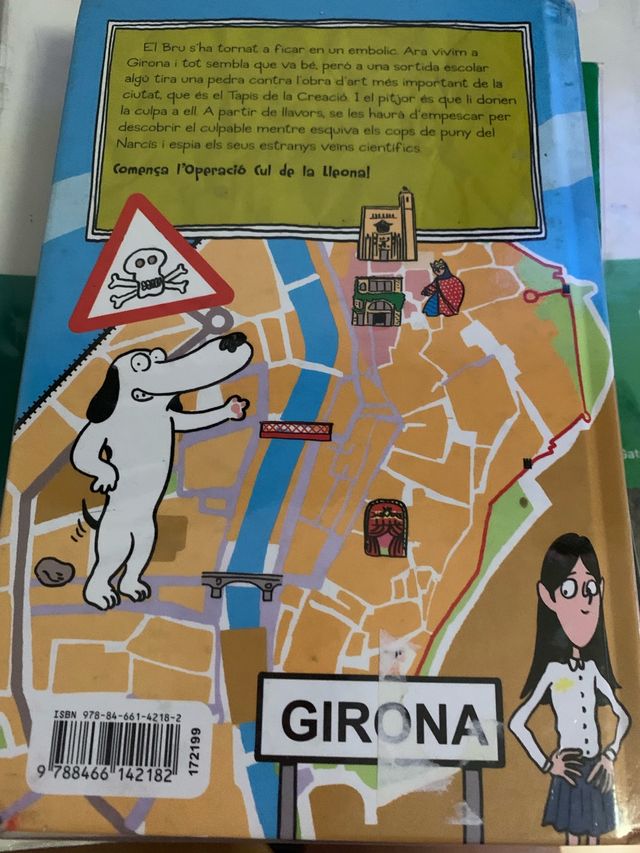 El Bru s'ha tornat a ficar en un embolic. Ara vivim a
Girona i tot sembla que va bé, però a una sortida escolar
algú tira una pedra contra l'obra d'art més important de la
ciutat, que és el Tapís de la Creació. I el pitjor és que li donen
la culpa a ell. A partir de llavors, se les haurà d'empescar per
descobrir el culpable mentre esquiva els cops de puny del
Narcís i espia els seus estranys veïns científics.
Comença l'Operació Cul de la Lleona!
GIRONA
ISBN 978-84-661-4218-2
9 788466 142182
172199